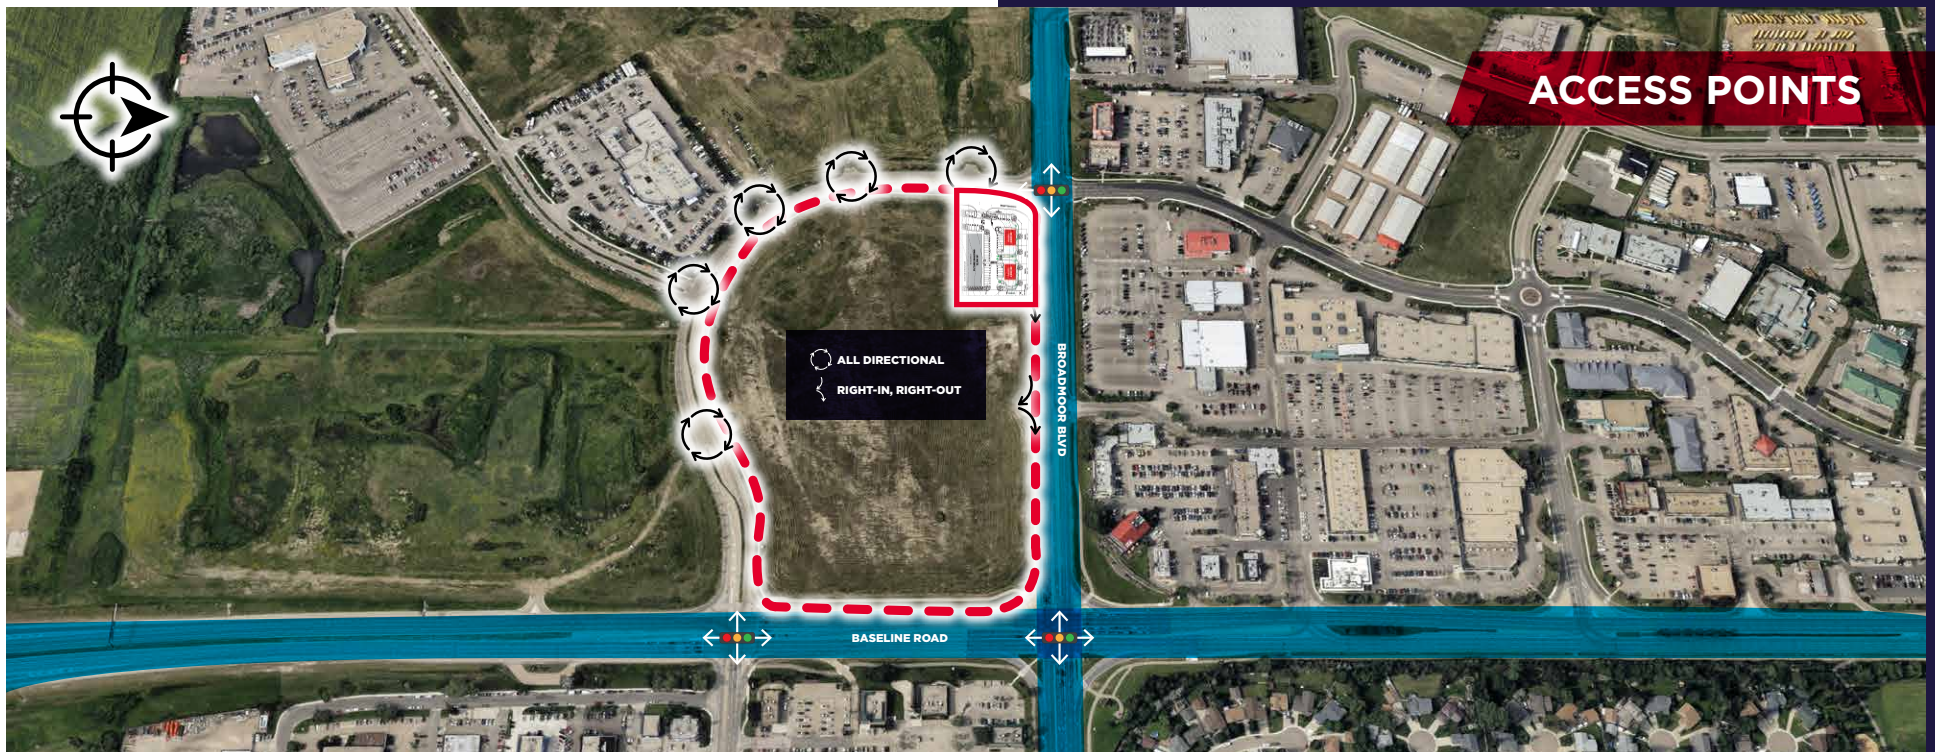 ACCESS POINTS
ALL DIRECTIONAL
RIGHT-IN, RIGHT-OUT
BROADMOOR BLVD
BASELINE ROAD